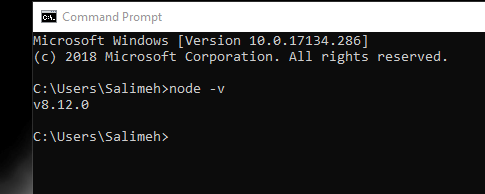 Command Prompt
Microsoft Windows [Version 10.0.17134.286]
(c) 2018 Microsoft Corporation. All rights reserved.
C:\Users\Salimeh>node -v
v8.12.0
C:\Users\Salimeh>